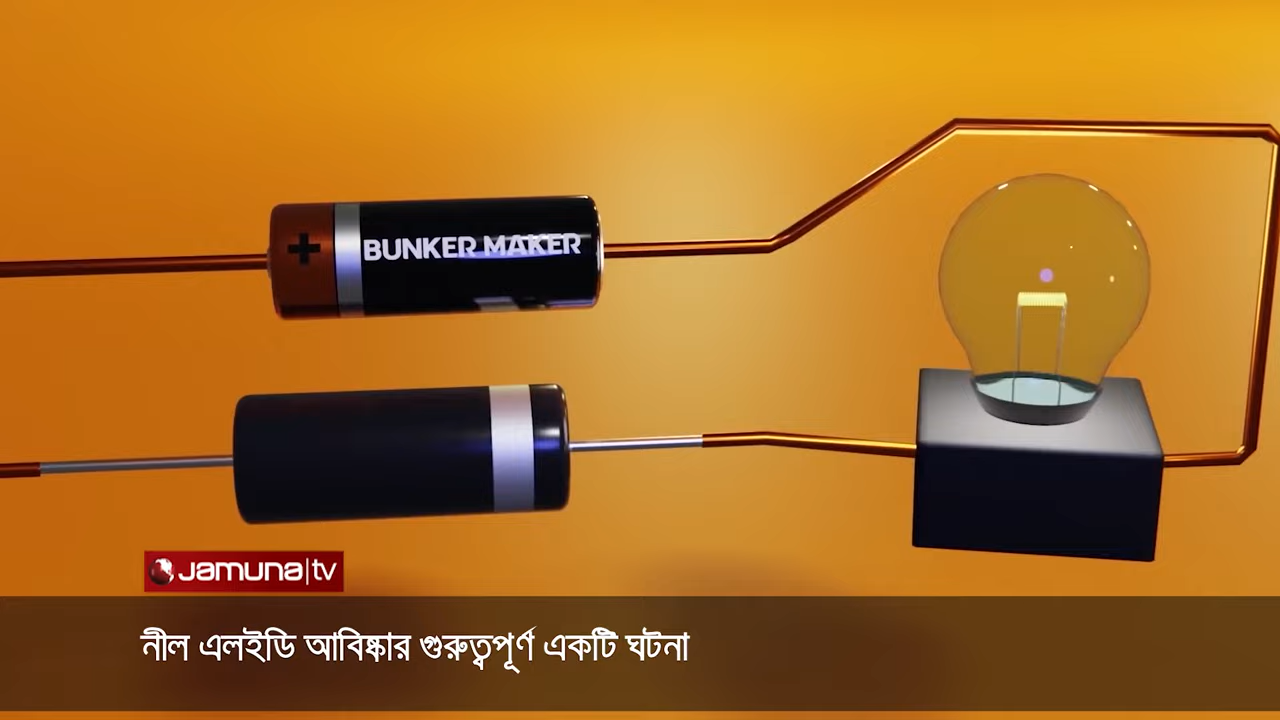 +
BUNKER MAKER
Jamuna|tv
নীল এলইডি আবিষ্কার গুরুত্বপূর্ণ একটি ঘটনা